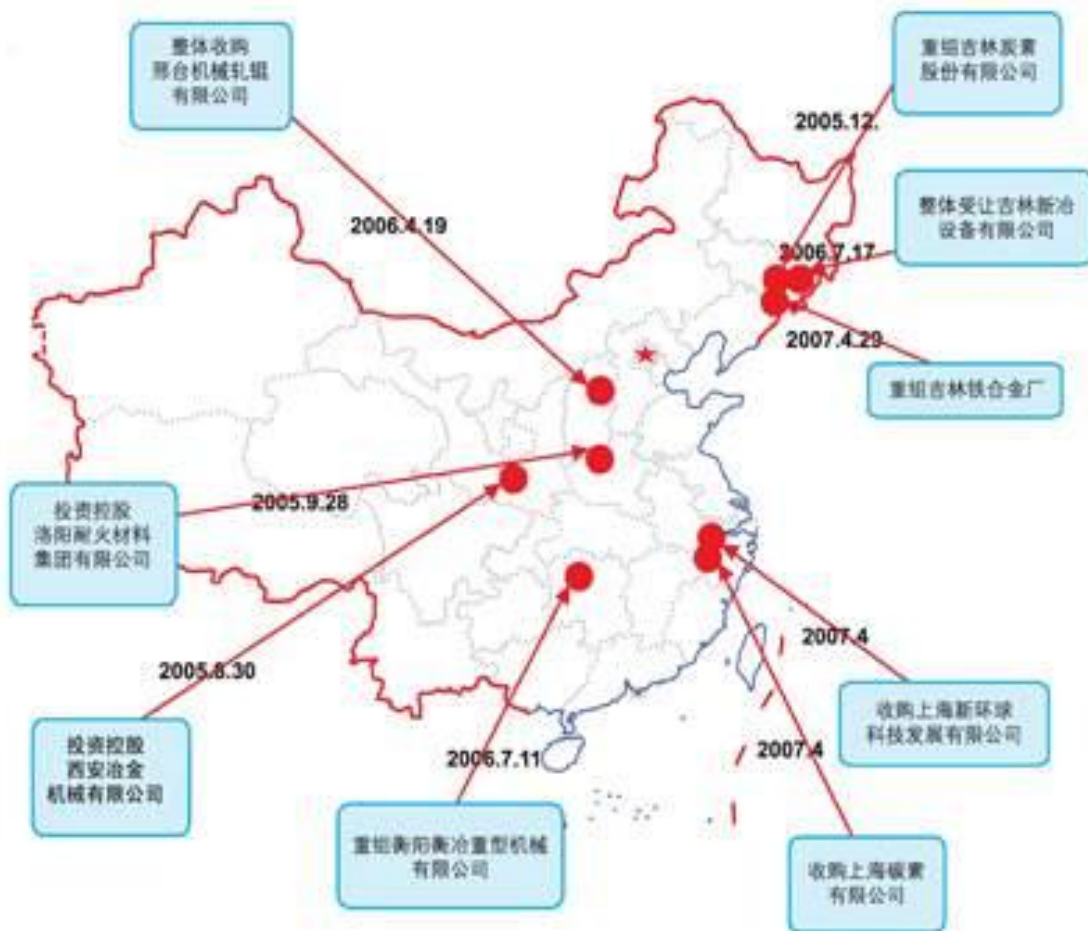 整体收购
邢台机械轧辊
有限公司
重组吉林炭素
股份有限公司
2005.12.
整体受让吉林新冶
设备有限公司
2006.4.19
2006.7.17
2007.4.29
重组吉林铁合金厂
投资控股
洛阳耐火材料
集团有限公司
2005.9.28
2005.8.30
2007.4
投资控股
西安冶金
机械有限公司
2006.7.11
2007.4
收购上海新环球
科技发展有限公司
重组衡阳衡冶重型机械
有限公司
收购上海碳素
有限公司